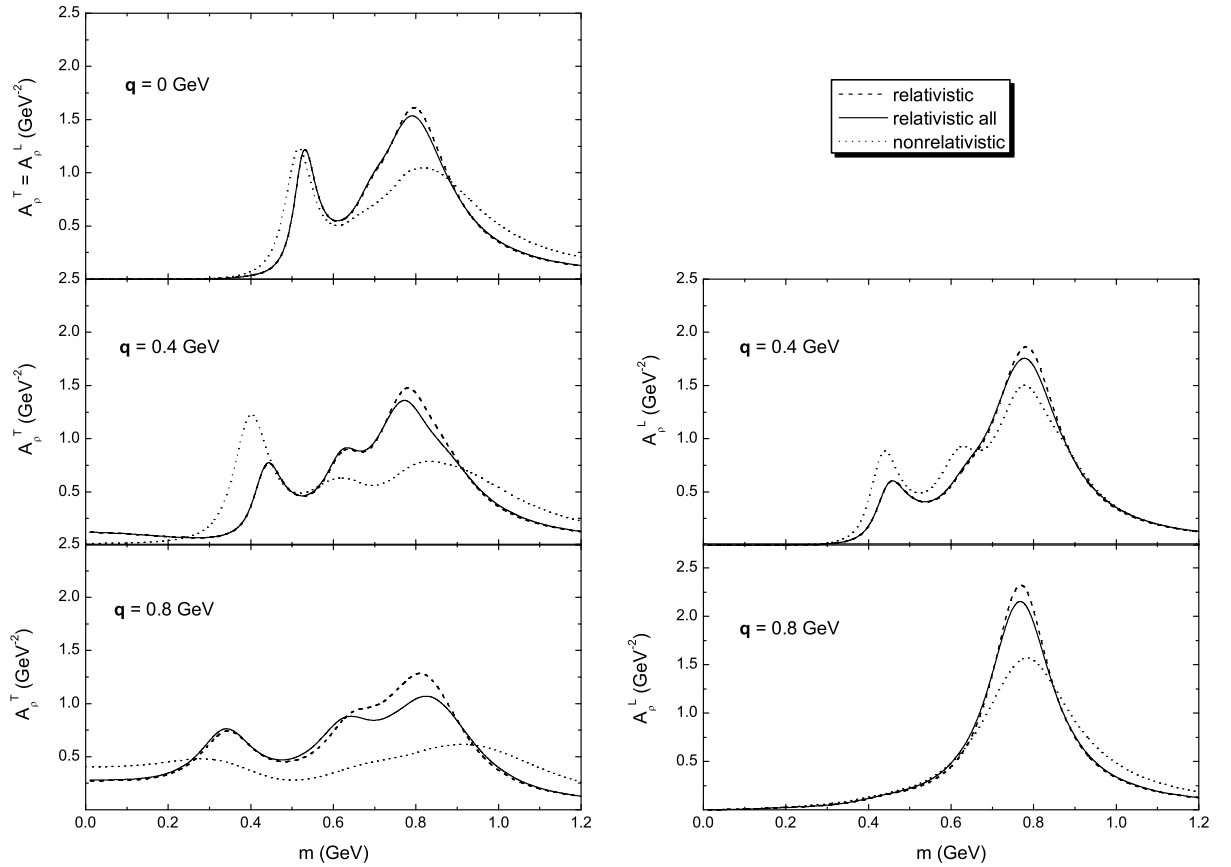 2.5
2.0
1.5
1.0
0.5
A_ρ^T = A_ρ^L (GeV^-2)
q = 0 GeV
relativistic
relativistic all
nonrelativistic
2.5
2.0
1.5
1.0
0.5
A_ρ^T (GeV^-2)
q = 0.4 GeV
2.5
2.0
1.5
1.0
0.5
A_ρ^L (GeV^-2)
q = 0.4 GeV
2.5
2.0
1.5
1.0
0.5
A_ρ^T (GeV^-2)
q = 0.8 GeV
0.0 0.2 0.4 0.6 0.8 1.0 1.2
m (GeV)
2.5
2.0
1.5
1.0
0.5
0.0
A_ρ^L (GeV^-2)
q = 0.8 GeV
0.0 0.2 0.4 0.6 0.8 1.0 1.2
m (GeV)